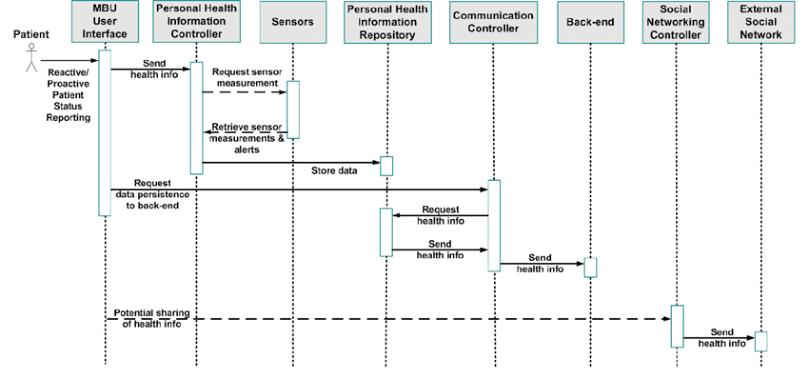 MBU
User
Interface
Personal Health
Information
Controller
Sensors
Personal Health
Information
Repository
Communication
Controller
Back-end
Social
Networking
Controller
External
Social
Network
Patient
Reactive/
Proactive
Patient
Status
Reporting
Send
health info
Request sensor
measurement
Retrieve sensor
measurements &
alerts
Store data
Request
data persistence
to back-end
Request
health info
Send
health info
Send
health info
Potential sharing
of health info
Send
health info